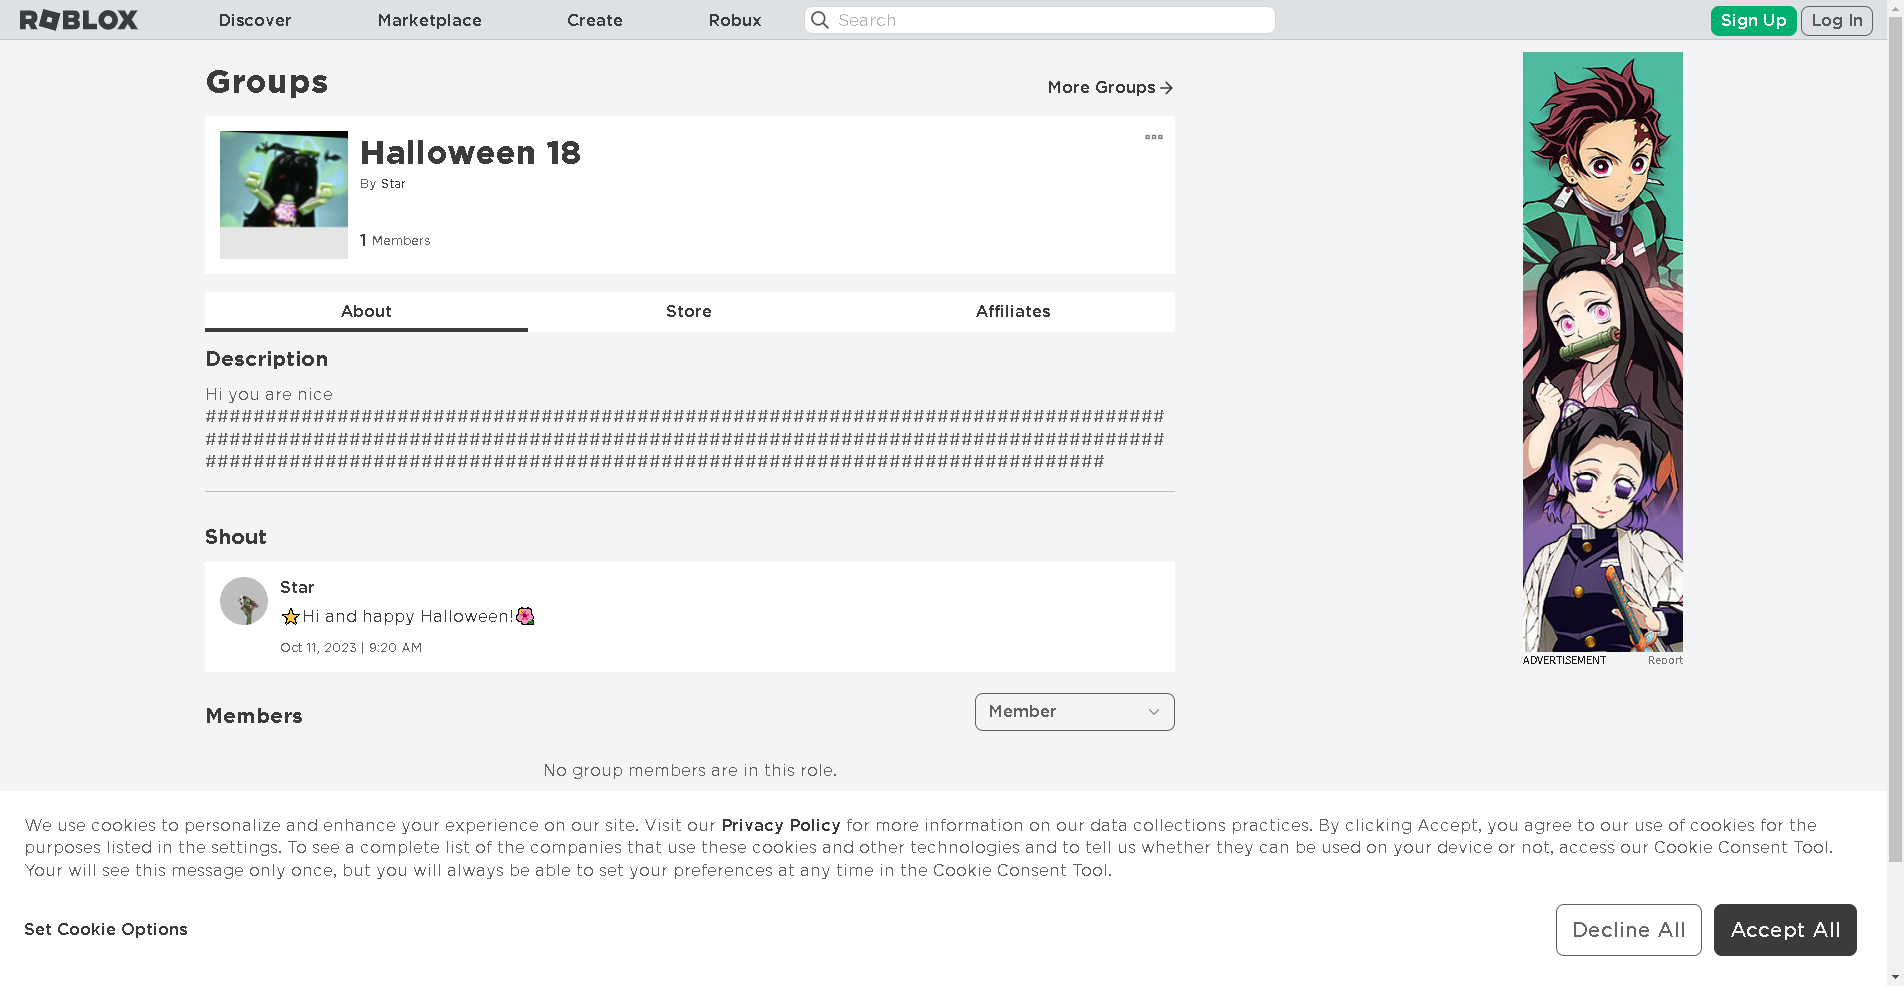 ROBLOX Discover Marketplace Create Robux Search Sign Up Log In
Groups
More Groups
Halloween 18
By Star
1 Members
About Store Affiliates
Description
Hi you are nice
################################################################################
################################################################################
###########################################################################
Shout
Star
⭐Hi and happy Halloween!🌺
Oct 11, 2023 | 9:20 AM
ADVERTISEMENT Report
Members
Member
No group members are in this role.
We use cookies to personalize and enhance your experience on our site. Visit our Privacy Policy for more information on our data collections practices. By clicking Accept, you agree to our use of cookies for the
purposes listed in the settings. To see a complete list of the companies that use these cookies and other technologies and to tell us whether they can be used on your device or not, access our Cookie Consent Tool.
Your will see this message only once, but you will always be able to set your preferences at any time in the Cookie Consent Tool.
Set Cookie Options
Decline All
Accept All